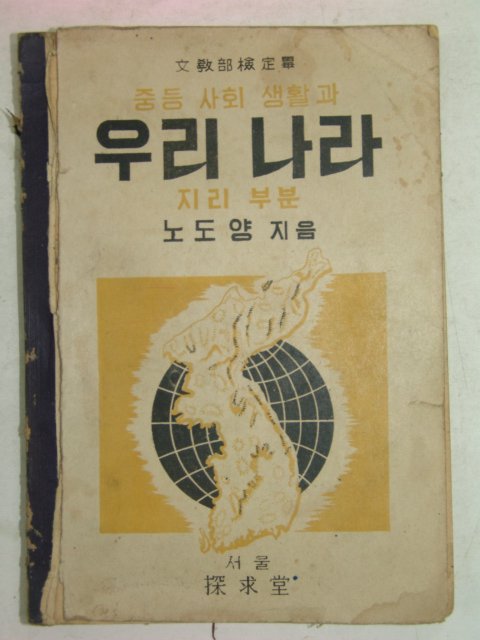 文敎部檢定畢
중등 사회 생활과
우리 나라
지리 부분
노도양 지음
서울
探求堂